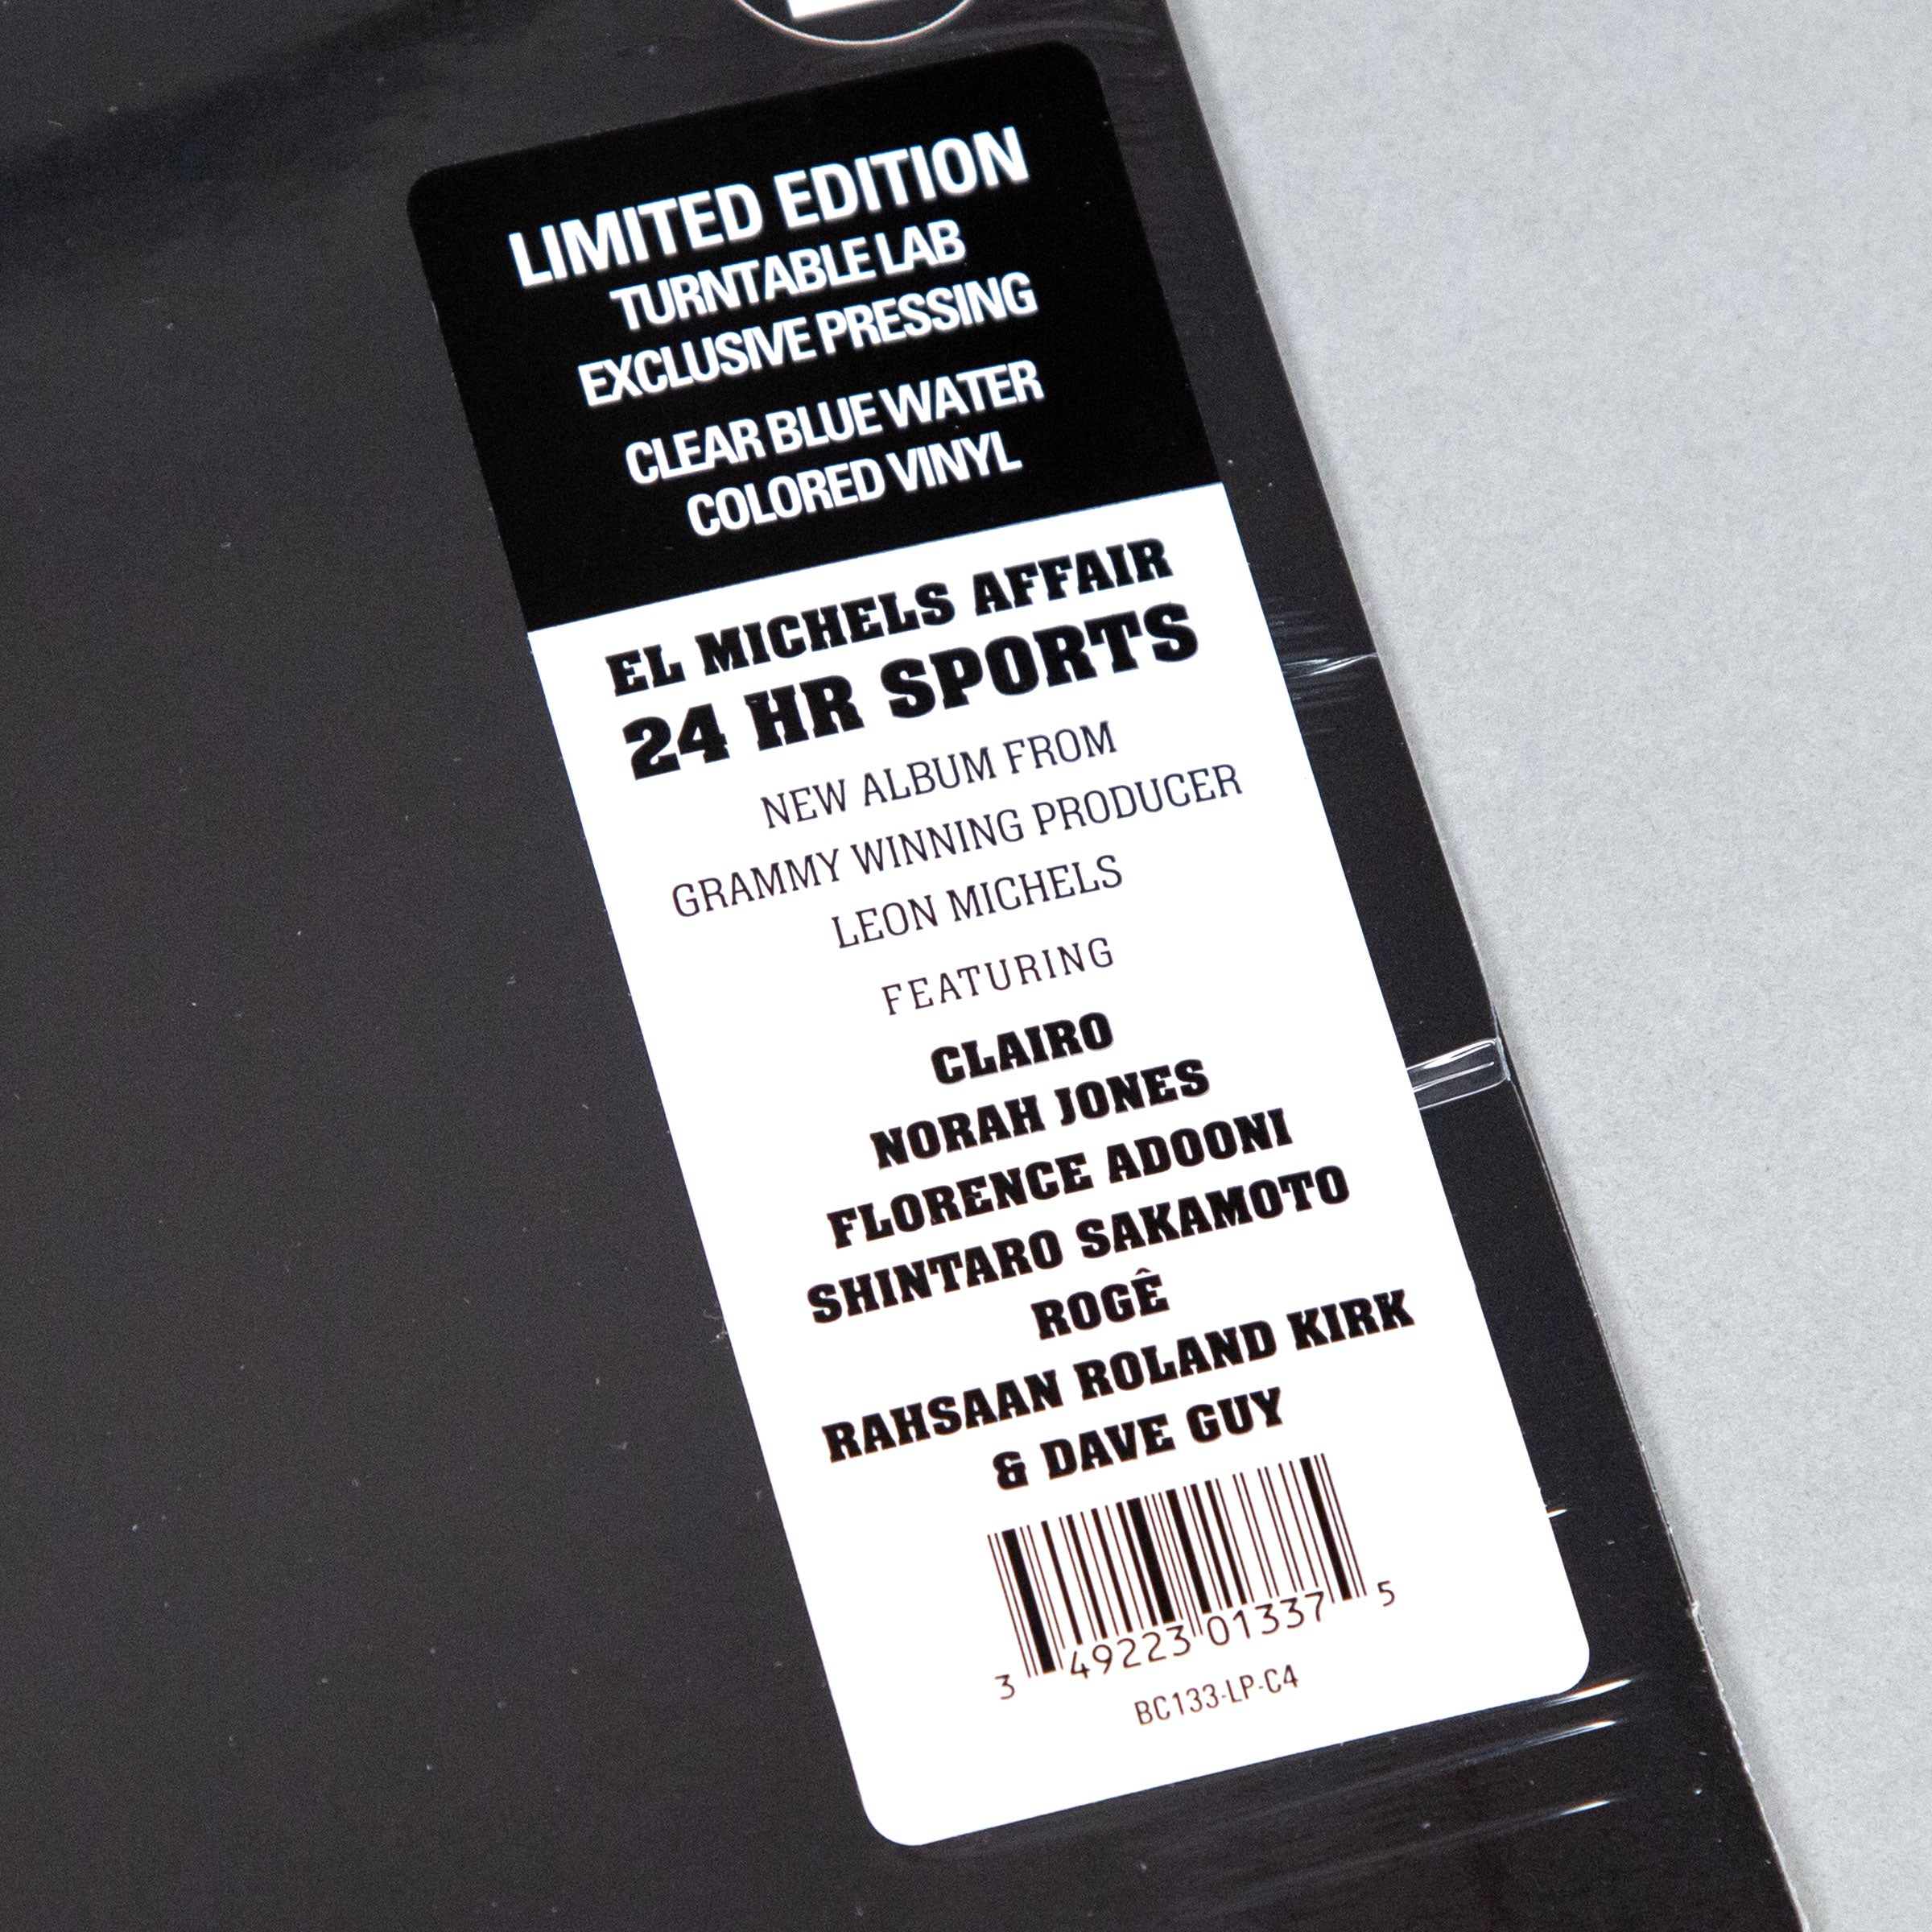 LIMITED EDITION
TURNTABLE LAB
EXCLUSIVE PRESSING
CLEAR BLUE WATER
COLORED VINYL
EL MICHELS AFFAIR
24 HR SPORTS
NEW ALBUM FROM
GRAMMY WINNING PRODUCER
LEON MICHELS
FEATURING
CLAIRO
NORAH JONES
FLORENCE ADOONI
SHINTARO SAKAMOTO
ROGÊ
RAHSAAN ROLAND KIRK
& DAVE GUY
3 49223 01337 5
BC133-LP-C4